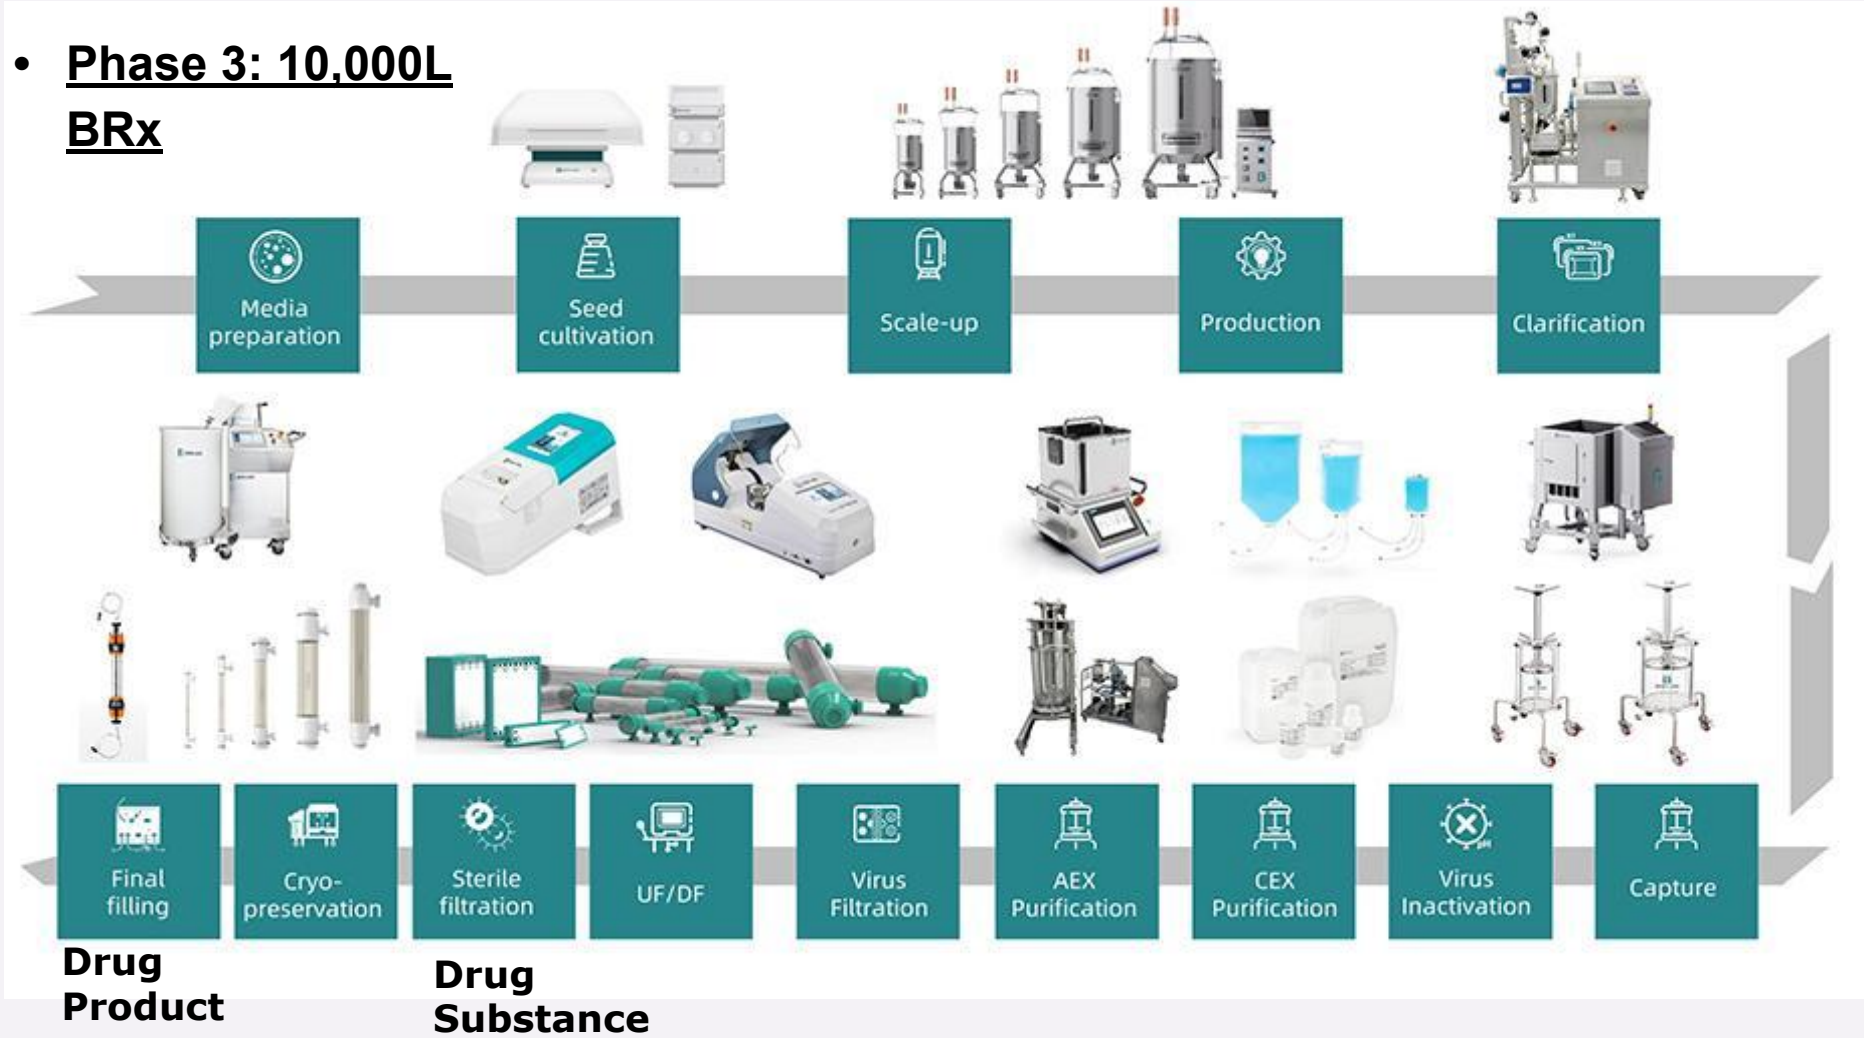 • Phase 3: 10,000L
BRx
Media
preparation
Seed
cultivation
Scale-up
Production
Clarification
Final
filling
Cryo-
preservation
Sterile
filtration
UF/DF
Virus
Filtration
AEX
Purification
CEX
Purification
pH
Virus
Inactivation
Capture
Drug
Product
Drug
Substance